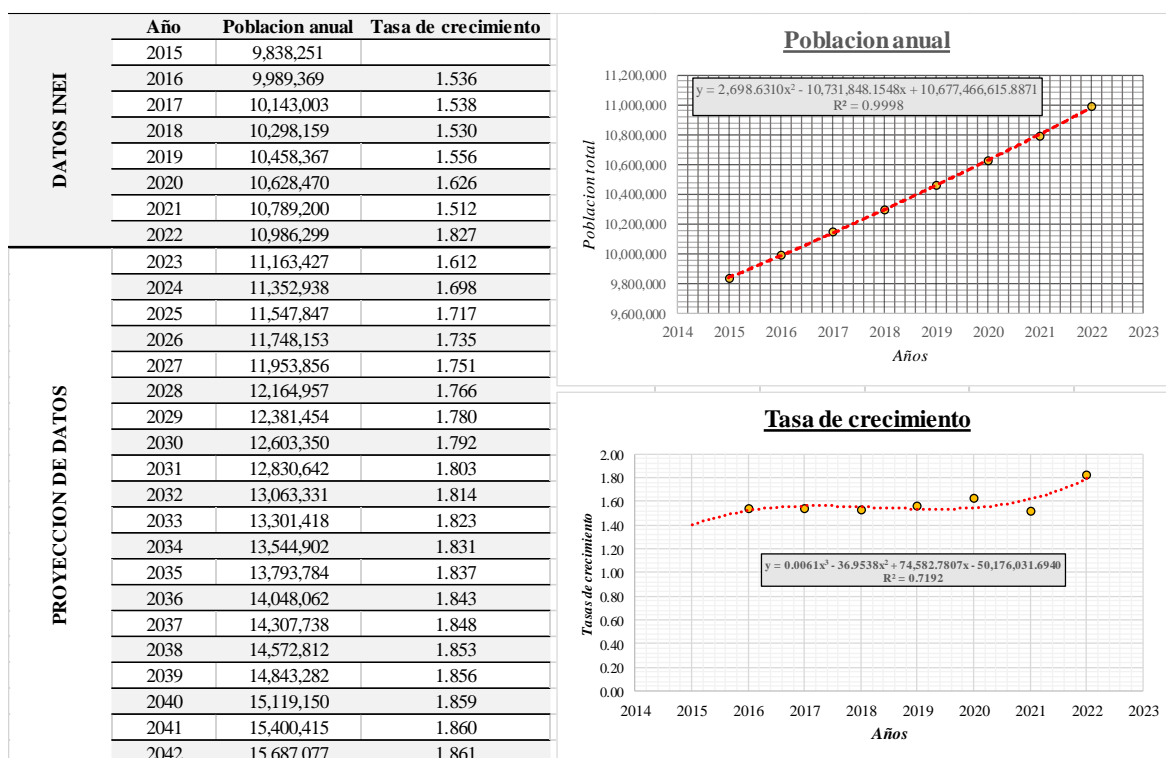 Año Poblacion anual Tasa de crecimiento
DATOS INEI
2015 9,838,251
2016 9,989,369 1.536
2017 10,143,003 1.538
2018 10,298,159 1.530
2019 10,458,367 1.556
2020 10,628,470 1.626
2021 10,789,200 1.512
2022 10,986,299 1.827
PROYECCION DE DATOS
2023 11,163,427 1.612
2024 11,352,938 1.698
2025 11,547,847 1.717
2026 11,748,153 1.735
2027 11,953,856 1.751
2028 12,164,957 1.766
2029 12,381,454 1.780
2030 12,603,350 1.792
2031 12,830,642 1.803
2032 13,063,331 1.814
2033 13,301,418 1.823
2034 13,544,902 1.831
2035 13,793,784 1.837
2036 14,048,062 1.843
2037 14,307,738 1.848
2038 14,572,812 1.853
2039 14,843,282 1.856
2040 15,119,150 1.859
2041 15,400,415 1.860
2042 15,687,077 1.861
Poblacion anual
y = 2,698.6310x² - 10,731,848.1548x + 10,677,466,615.8871
R² = 0.9998
11,200,000
11,000,000
10,800,000
10,600,000
10,400,000
10,200,000
10,000,000
9,800,000
9,600,000
Poblacion total
2014 2015 2016 2017 2018 2019 2020 2021 2022 2023
Años
Tasa de crecimiento
2.00
1.80
1.60
1.40
1.20
1.00
0.80
0.60
0.40
0.20
0.00
Tasas de crecimiento
y = 0.0061x³ - 36.9538x² + 74,582.7807x - 50,176,031.6940
R² = 0.7192
2014 2015 2016 2017 2018 2019 2020 2021 2022 2023
Años